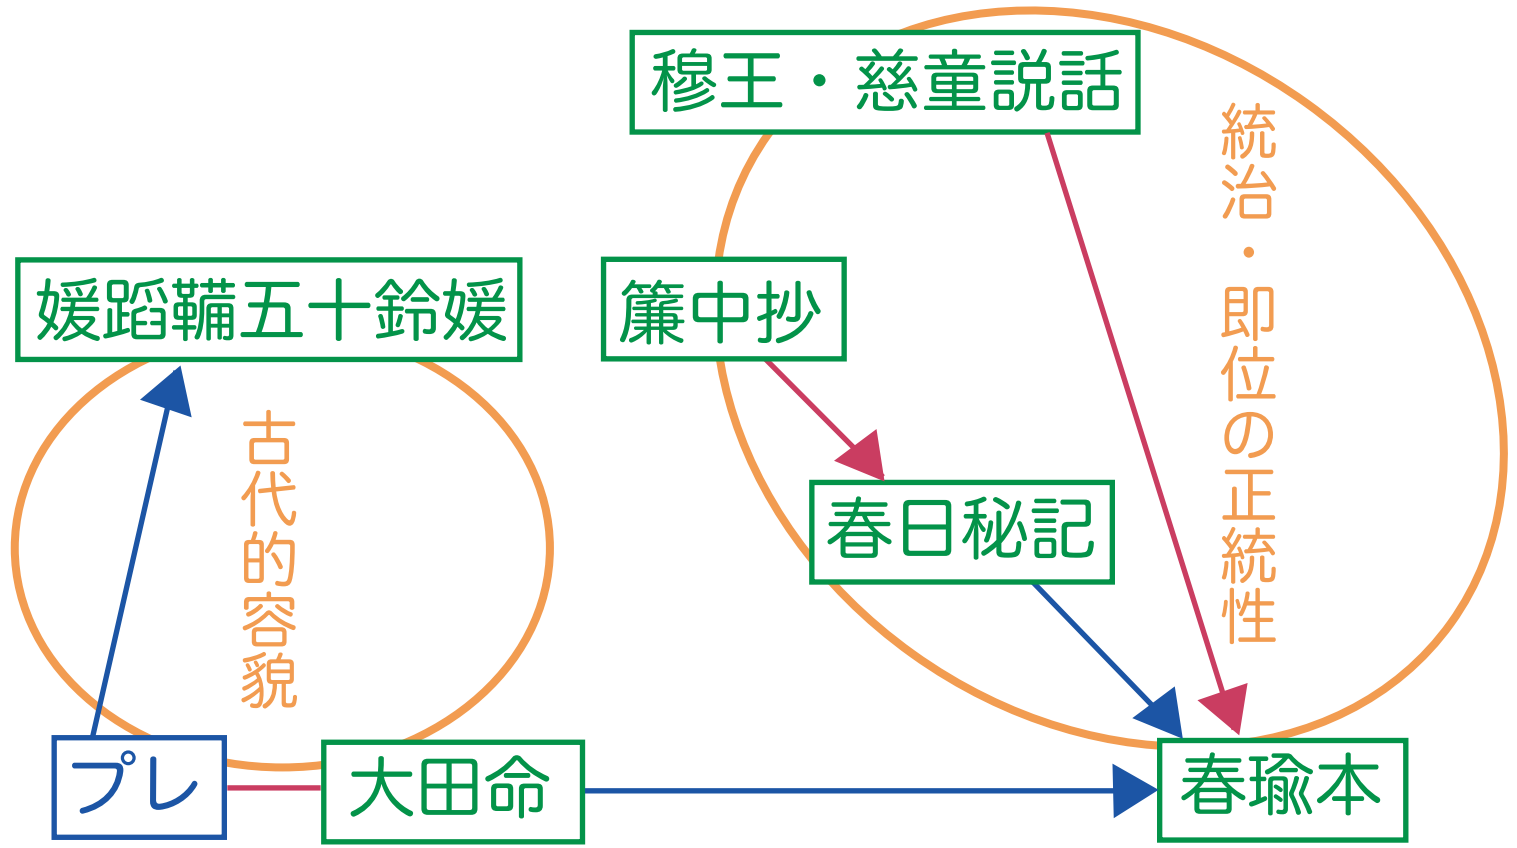 穆王・慈童説話
統治・即位の正統性
媛蹈鞴五十鈴媛
簾中抄
古代的容貌
春日秘記
プレ
大田命
春瑜本